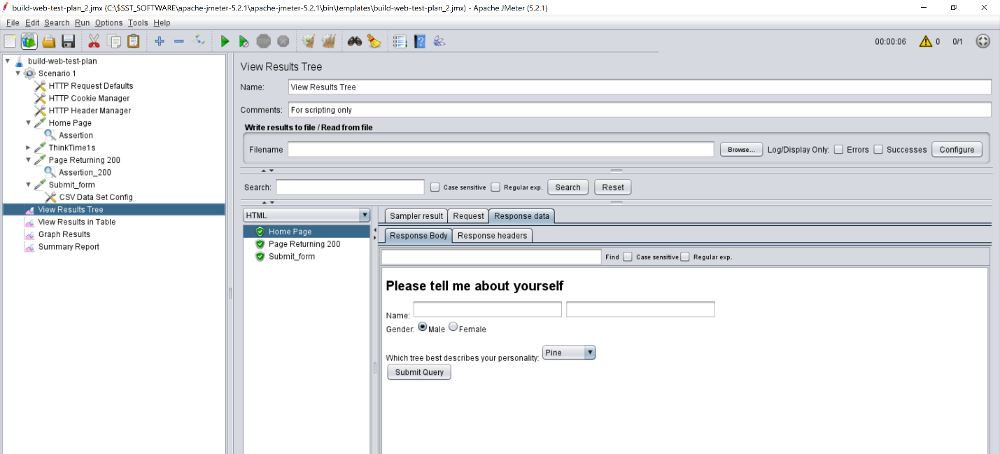 build-web-test-plan_2.jmx (C:\$SST_SOFTWARE\apache-jmeter-5.2.1\apache-jmeter-5.2.1\bin\templates\build-web-test-plan_2.jmx) - Apache JMeter (5.2.1)
File Edit Search Run Options Tools Help
00:00:06 0 0/1
build-web-test-plan
Scenario 1
HTTP Request Defaults
HTTP Cookie Manager
HTTP Header Manager
Home Page
Assertion
ThinkTime1s
Page Returning 200
Assertion_200
Submit_form
CSV Data Set Config
View Results Tree
View Results in Table
Graph Results
Summary Report
View Results Tree
Name: View Results Tree
Comments: For scripting only
Write results to file / Read from file
Filename Browse... Log/Display Only: Errors Successes Configure
Search: Case sensitive Regular exp. Search Reset
HTML
Home Page
Page Returning 200
Submit_form
Sampler result Request Response data
Response Body Response headers
Find Case sensitive Regular exp.
Please tell me about yourself
Name:
Gender: Male Female
Which tree best describes your personality: Pine
Submit Query